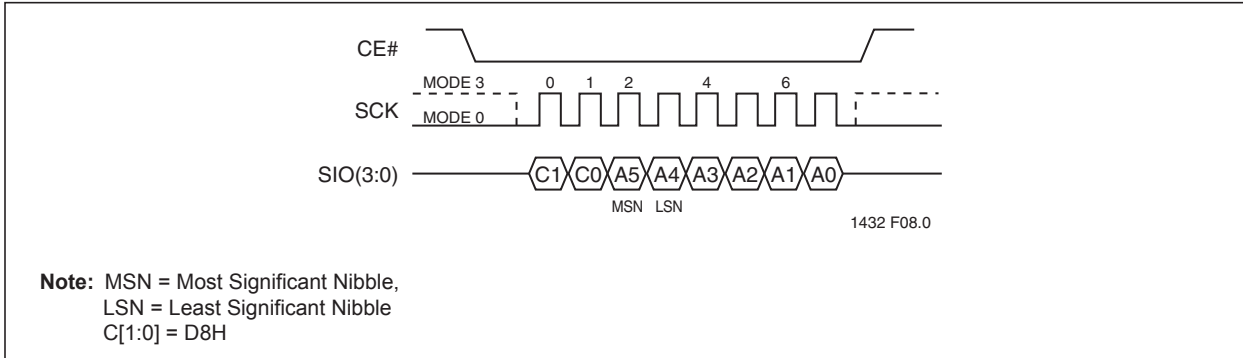 CE#
MODE 3 0 1 2 4 6
SCK
MODE 0
SIO(3:0) C1 C0 A5 A4 A3 A2 A1 A0
MSN LSN
1432 F08.0
Note: MSN = Most Significant Nibble,
LSN = Least Significant Nibble
C[1:0] = D8H